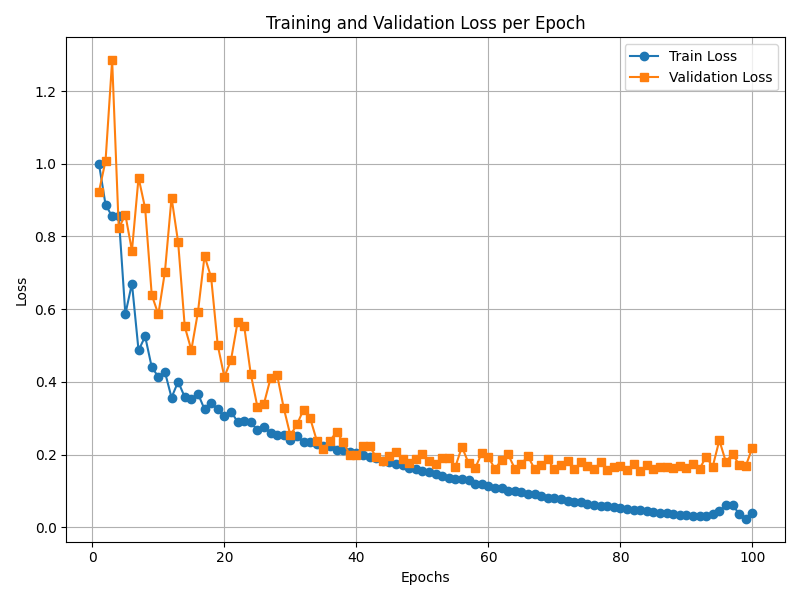 Training and Validation Loss per Epoch
Train Loss
Validation Loss
1.2
1.0
0.8
0.6
0.4
0.2
0.0
Loss
0
20
40
60
80
100
Epochs